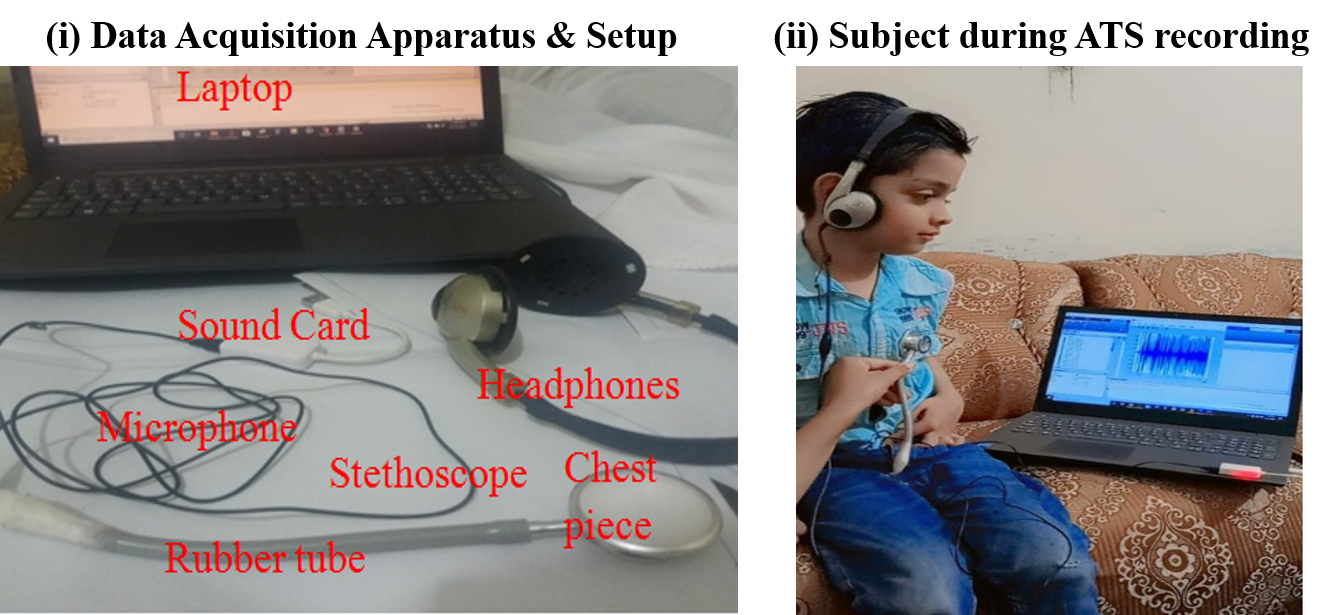 (i) Data Acquisition Apparatus & Setup
(ii) Subject during ATS recording
Laptop
Sound Card
Headphones
Microphone
Stethoscope
Chest
piece
Rubber tube